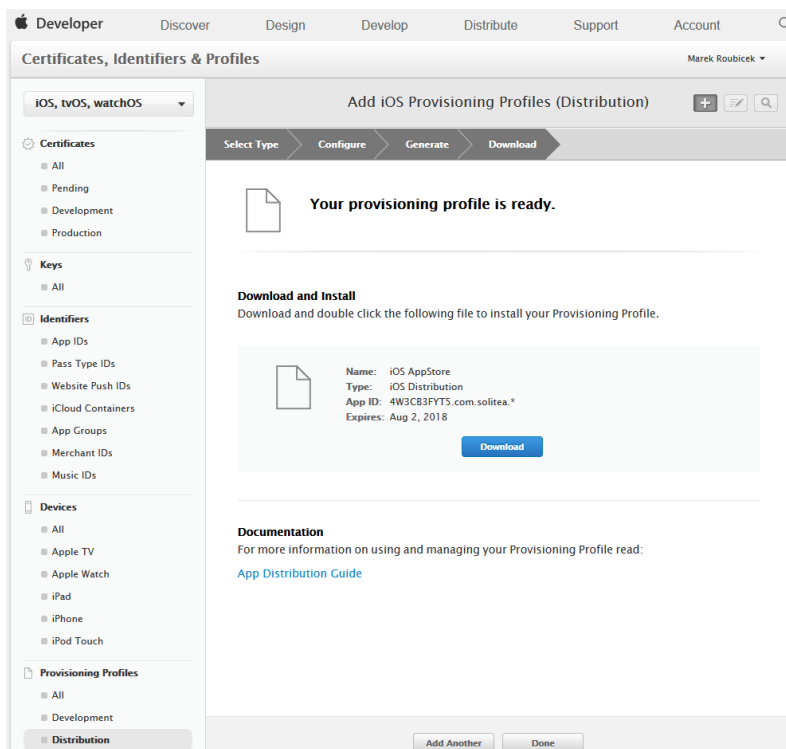 Developer
Discover
Design
Develop
Distribute
Support
Account
Certificates, Identifiers & Profiles
Marek Roubicek
iOS, tvOS, watchOS
Add iOS Provisioning Profiles (Distribution)
Certificates
All
Pending
Development
Production
Keys
All
ID Identifiers
App IDs
Pass Type IDs
Website Push IDs
iCloud Containers
App Groups
Merchant IDs
Music IDs
Devices
All
Apple TV
Apple Watch
iPad
iPhone
iPod Touch
Provisioning Profiles
All
Development
Distribution
Select Type
Configure
Generate
Download
Your provisioning profile is ready.
Download and Install
Download and double click the following file to install your Provisioning Profile.
Name: iOS AppStore
Type: iOS Distribution
App ID: 4W3CB3FYT5.com.solitea.*
Expires: Aug 2, 2018
Download
Documentation
For more information on using and managing your Provisioning Profile read:
App Distribution Guide
Add Another
Done